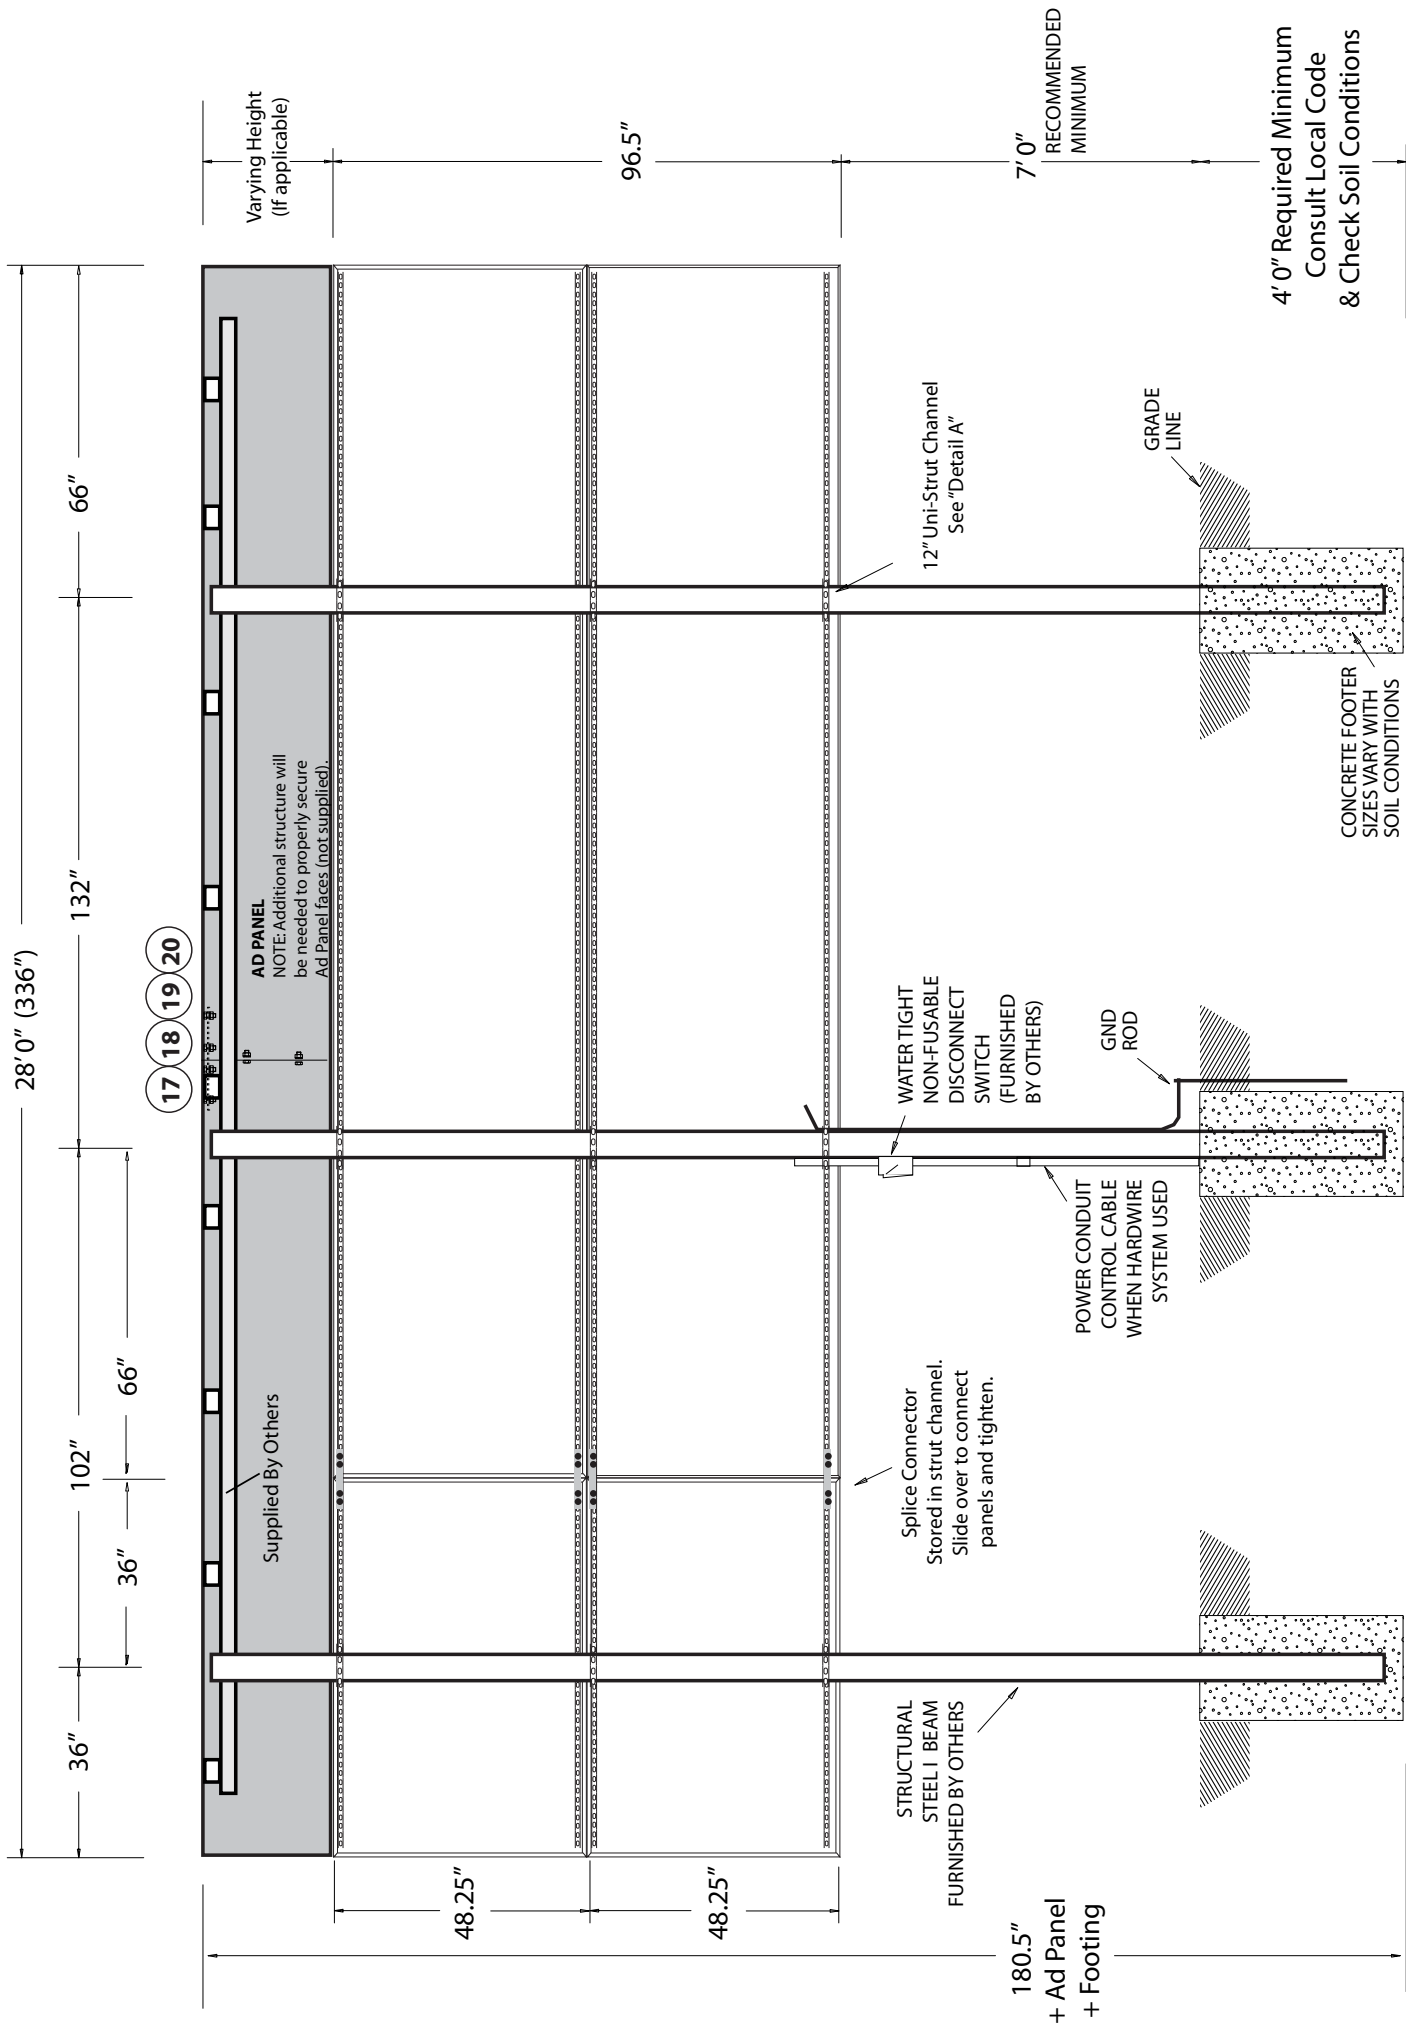 28’ 0” (336”)
36”
102”
132”
66”
36”
66”
17 18 19 20
Supplied By Others
AD PANEL
NOTE: Additional structure will
be needed to properly secure
Ad Panel faces (not supplied).
Varying Height
(If applicable)
48.25”
48.25”
96.5”
180.5”
+ Ad Panel
+ Footing
STRUCTURAL
STEEL I BEAM
FURNISHED BY OTHERS
Splice Connector
Stored in strut channel.
Slide over to connect
panels and tighten.
POWER CONDUIT
CONTROL CABLE
WHEN HARDWIRE
SYSTEM USED
WATER TIGHT
NON-FUSABLE
DISCONNECT
SWITCH
(FURNISHED
BY OTHERS)
GND
ROD
12” Uni-Strut Channel
See “Detail A”
7’ 0”
RECOMMENDED
MINIMUM
GRADE
LINE
CONCRETE FOOTER
SIZES VARY WITH
SOIL CONDITIONS
4’ 0” Required Minimum
Consult Local Code
& Check Soil Conditions